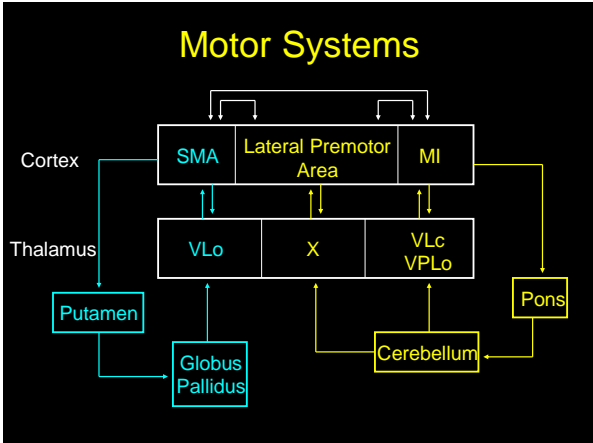 Motor Systems
Cortex
SMA
Lateral Premotor
Area
MI
Thalamus
VLo
X
VLc
VPLo
Putamen
Pons
Globus
Pallidus
Cerebellum